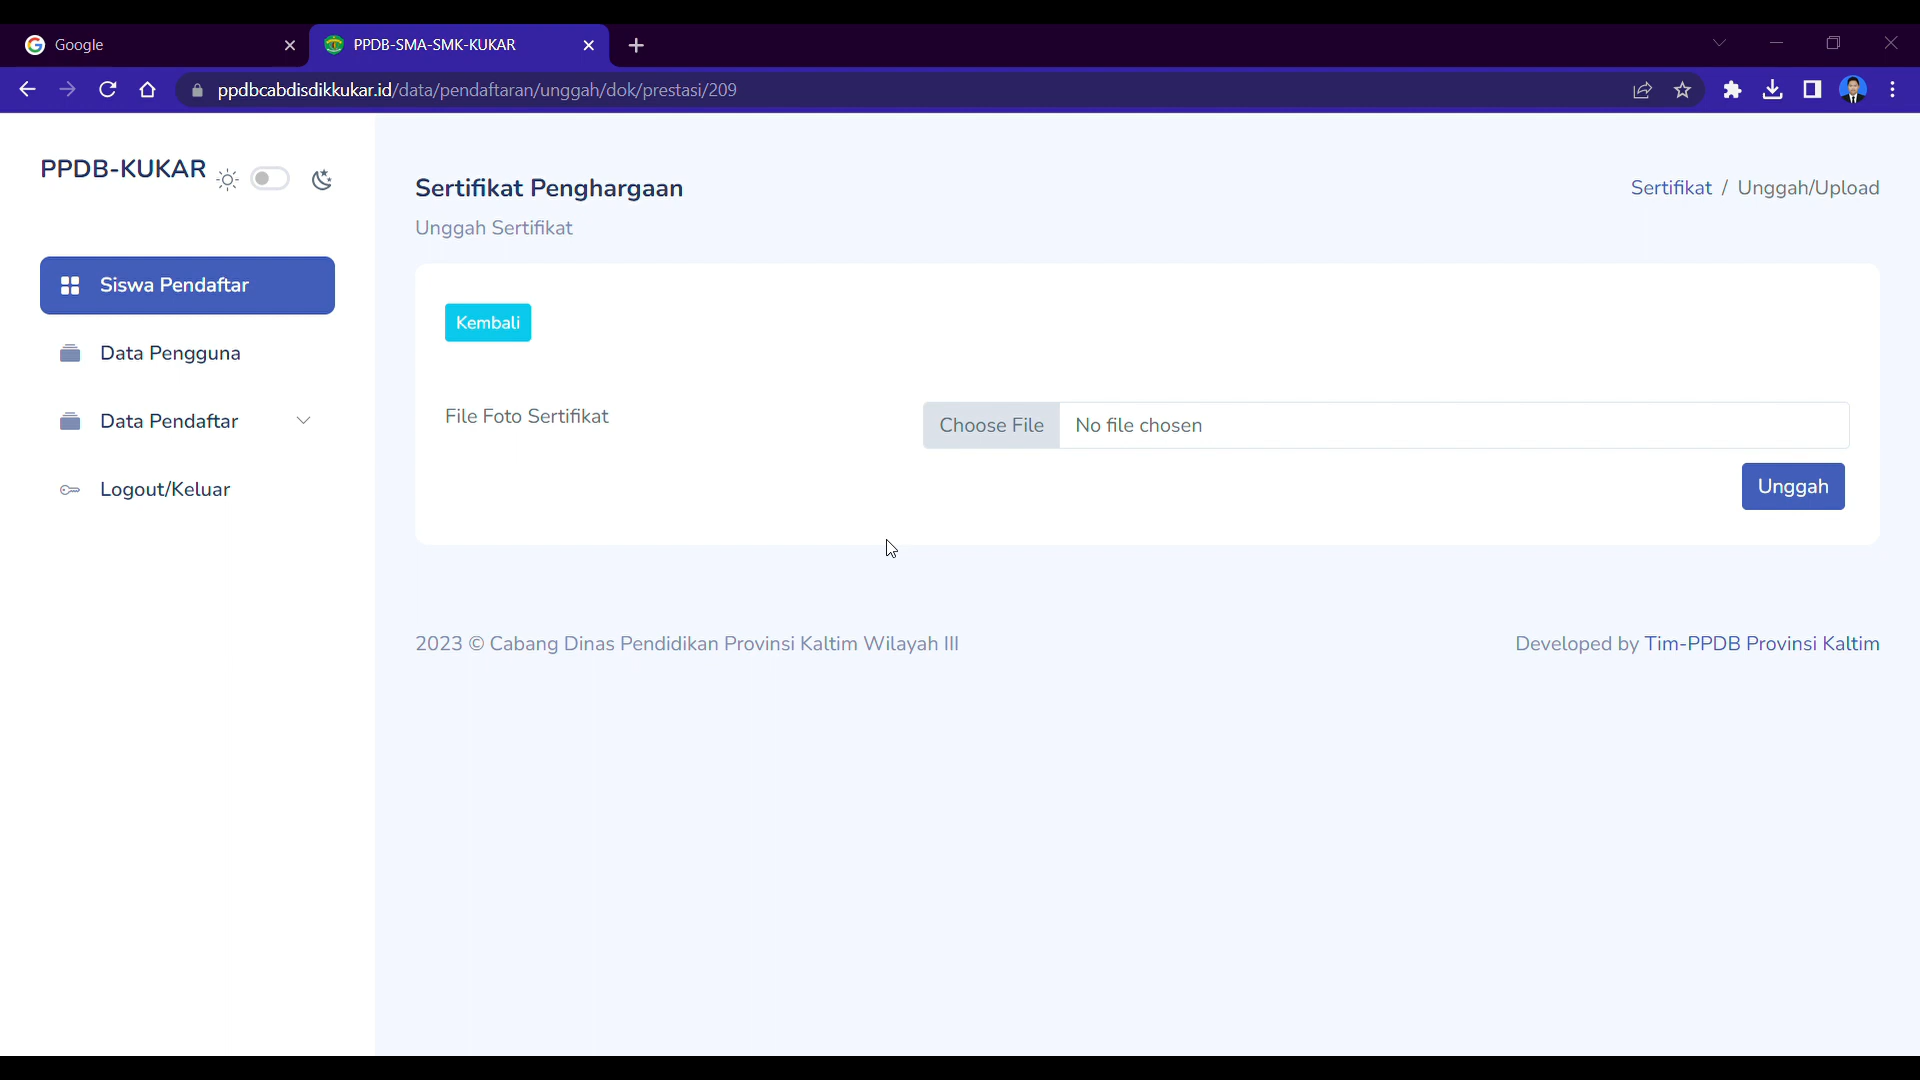 Google
PPDB-SMA-SMK-KUKAR
ppdbcabdisdikkukar.id/data/pendaftaran/unggah/dok/prestasi/209
PPDB-KUKAR
Siswa Pendaftar
Data Pengguna
Data Pendaftar
Logout/Keluar
Sertifikat Penghargaan
Sertifikat / Unggah/Upload
Unggah Sertifikat
Kembali
File Foto Sertifikat
Choose File No file chosen
Unggah
2023 © Cabang Dinas Pendidikan Provinsi Kaltim Wilayah III
Developed by Tim-PPDB Provinsi Kaltim